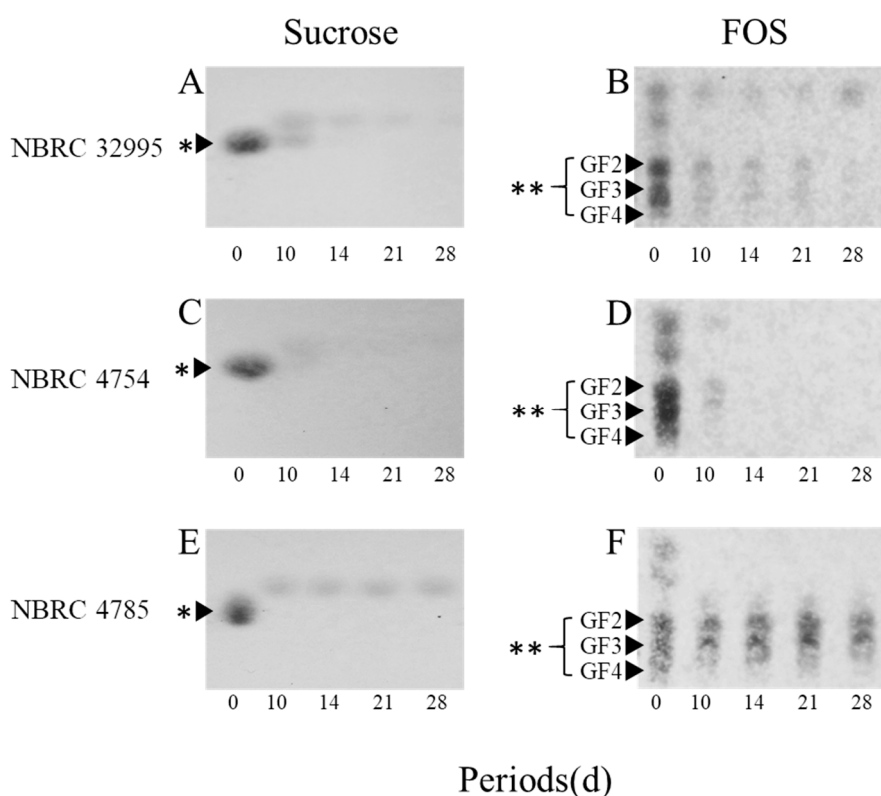 Sucrose FOS
A B
NBRC 32995 *
** GF2
GF3
GF4
0 10 14 21 28 0 10 14 21 28
C D
NBRC 4754 *
** GF2
GF3
GF4
0 10 14 21 28 0 10 14 21 28
E F
NBRC 4785 *
** GF2
GF3
GF4
0 10 14 21 28 0 10 14 21 28
Periods(d)